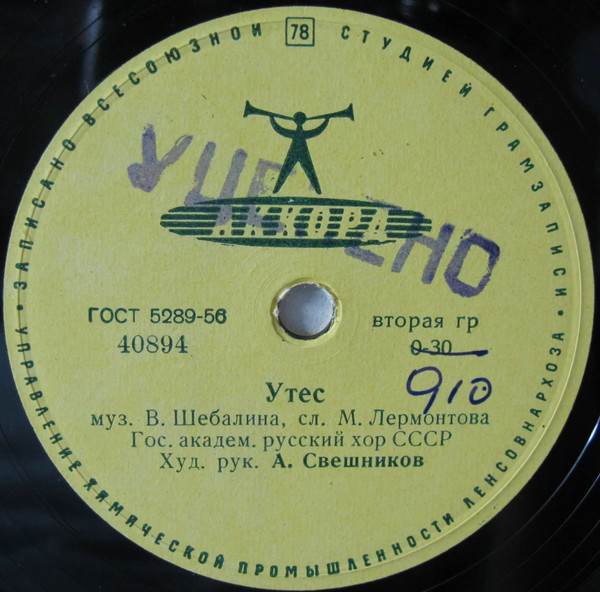 • ЗАПИСАНО ВСЕСОЮЗНОЙ 78 СТУДИЕЙ ГРАМЗАПИСИ •
УПРАВЛЕНИЕ ХИМИЧЕСКОЙ ПРОМЫШЛЕННОСТИ ЛЕНСОВНАРХОЗА
АККОРД
УЦЕНЕНО
ГОСТ 5289-56
40894
вторая гр
0-30
910
Утес
муз. В. Шебалина, сл. М. Лермонтова
Гос. академ. русский хор СССР
Худ. рук. А. Свешников